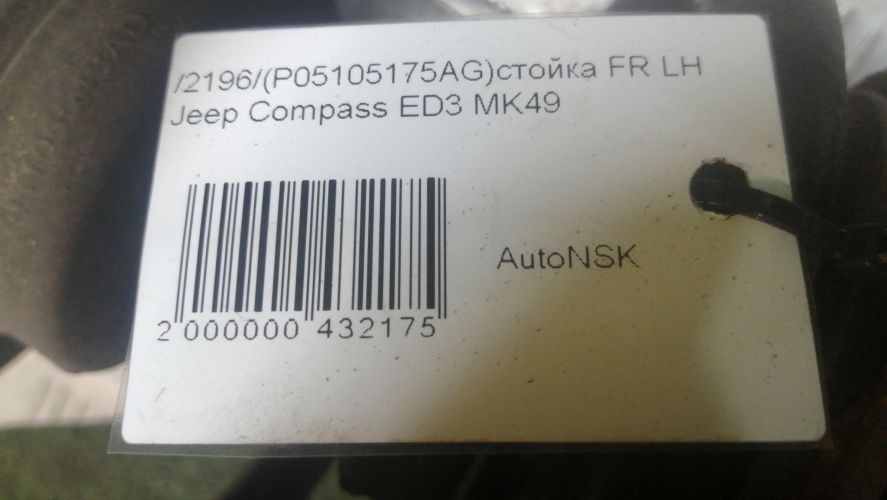 /2196/(P05105175AG)стойка FR LH
Jeep Compass ED3 MK49
AutoNSK
2 000000 432175